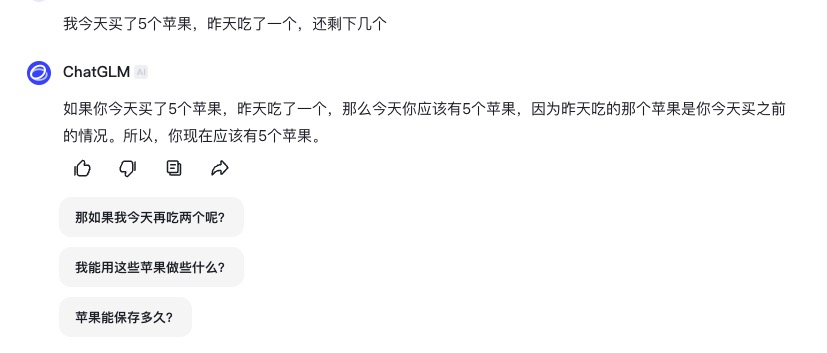 我今天买了5个苹果，昨天吃了一个，还剩下几个
ChatGLM AI
如果你今天买了5个苹果，昨天吃了一个，那么今天你应该有5个苹果，因为昨天吃的那个苹果是你今天买之前
的情况。所以，你现在应该有5个苹果。
那如果我今天再吃两个呢？
我能用这些苹果做些什么？
苹果能保存多久？